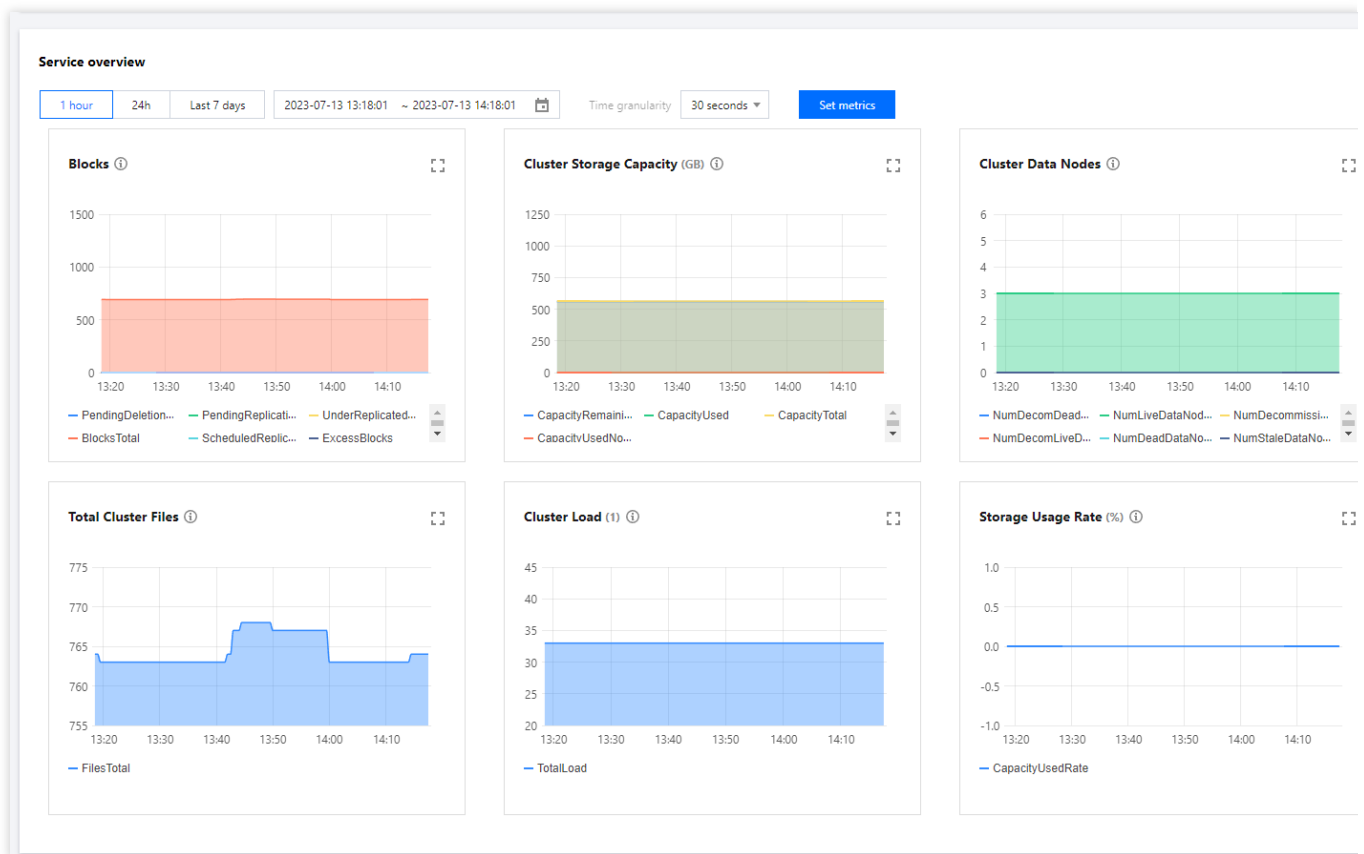 Service overview
1 hour 24h Last 7 days 2023-07-13 13:18:01 ~ 2023-07-13 14:18:01 Time granularity 30 seconds Set metrics
Blocks
1500
1000
500
0
13:20 13:30 13:40 13:50 14:00 14:10
PendingDeletion... PendingReplicati... UnderReplicated...
BlocksTotal ScheduledReplic... ExcessBlocks
Cluster Storage Capacity (GB)
1250
1000
750
500
250
0
13:20 13:30 13:40 13:50 14:00 14:10
CapacityRemaini... CapacityUsed CapacityTotal
CapacityUsedNo...
Cluster Data Nodes
6
5
4
3
2
1
0
13:20 13:30 13:40 13:50 14:00 14:10
NumDecomDead... NumLiveDataNod... NumDecommissi...
NumDecomLiveD... NumDeadDataNo... NumStaleDataNo...
Total Cluster Files
775
770
765
760
755
13:20 13:30 13:40 13:50 14:00 14:10
FilesTotal
Cluster Load (1)
45
40
35
30
25
20
13:20 13:30 13:40 13:50 14:00 14:10
TotalLoad
Storage Usage Rate (%)
1.0
0.5
0.0
-0.5
-1.0
13:20 13:30 13:40 13:50 14:00 14:10
CapacityUsedRate